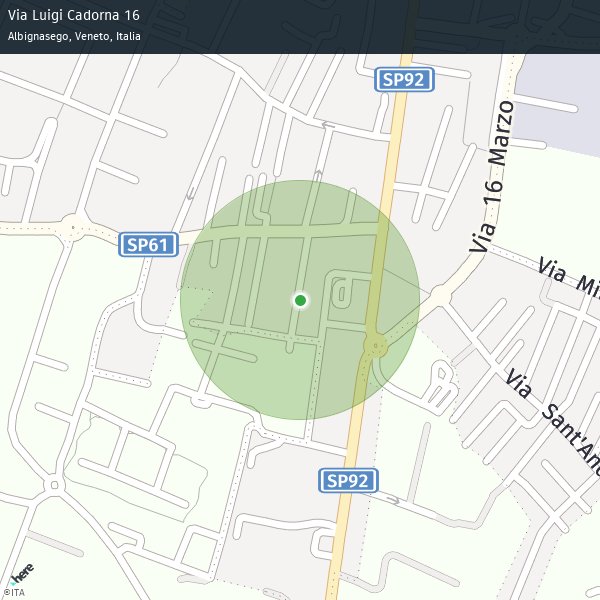 Via Luigi Cadorna 16
Albignasego, Veneto, Italia
SP92
Via 16 Marzo
SP61
Via Mi
Via Sant'An
SP92
here
©ITA